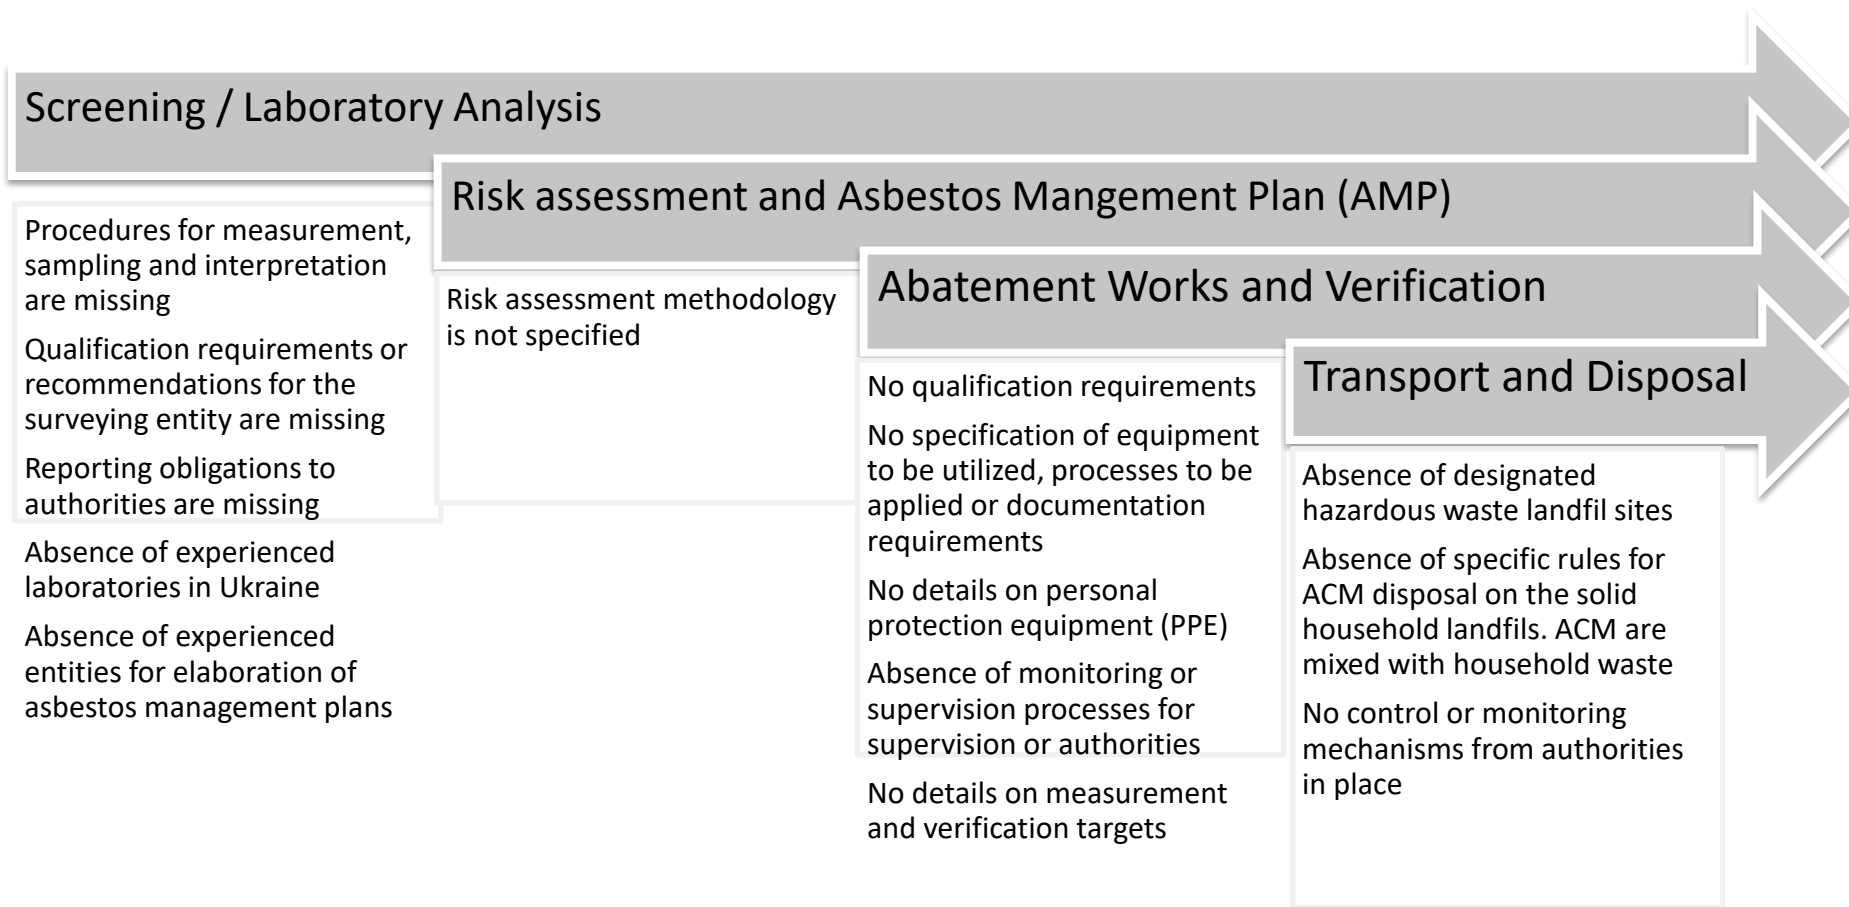 Screening / Laboratory Analysis
Procedures for measurement,
sampling and interpretation
are missing
Qualification requirements or
recommendations for the
surveying entity are missing
Reporting obligations to
authorities are missing
Absence of experienced
laboratories in Ukraine
Absence of experienced
entities for elaboration of
asbestos management plans
Risk assessment and Asbestos Mangement Plan (AMP)
Risk assessment methodology
is not specified
Abatement Works and Verification
No qualification requirements
No specification of equipment
to be utilized, processes to be
applied or documentation
requirements
No details on personal
protection equipment (PPE)
Absence of monitoring or
supervision processes for
supervision or authorities
No details on measurement
and verification targets
Transport and Disposal
Absence of designated
hazardous waste landfil sites
Absence of specific rules for
ACM disposal on the solid
household landfils. ACM are
mixed with household waste
No control or monitoring
mechanisms from authorities
in place